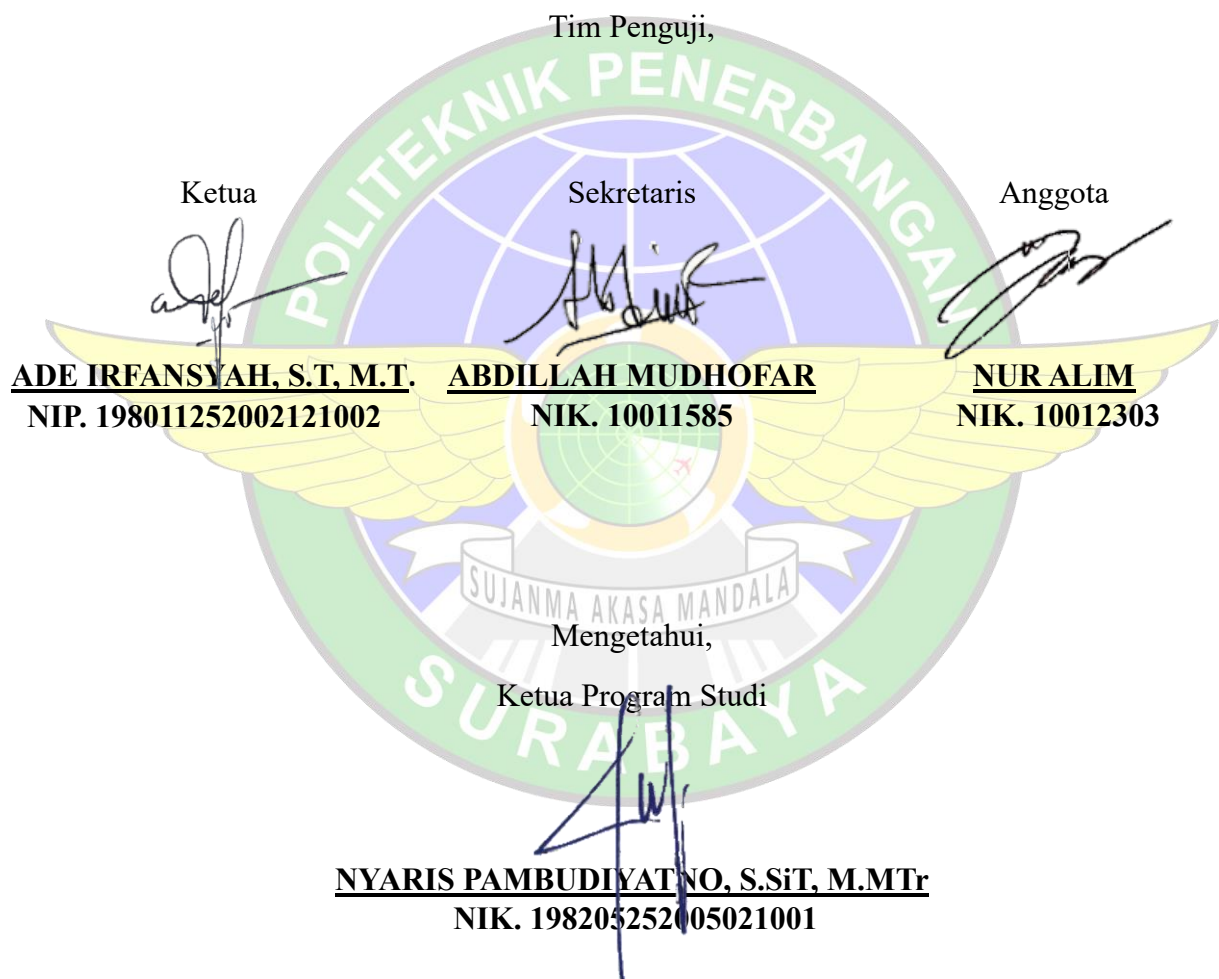 Tim Penguji,
POLITEKNIK PENERBANGAN
Ketua Sekretaris Anggota
ADE IRFANSYAH, S.T, M.T. ABDILLAH MUDHOFAR NUR ALIM
NIP. 198011252002121002 NIK. 10011585 NIK. 10012303
SUJANMA AKASA MANDALA
Mengetahui,
Ketua Program Studi
SURABAYA
NYARIS PAMBUDIYATNO, S.SiT, M.MTr
NIK. 198205252005021001